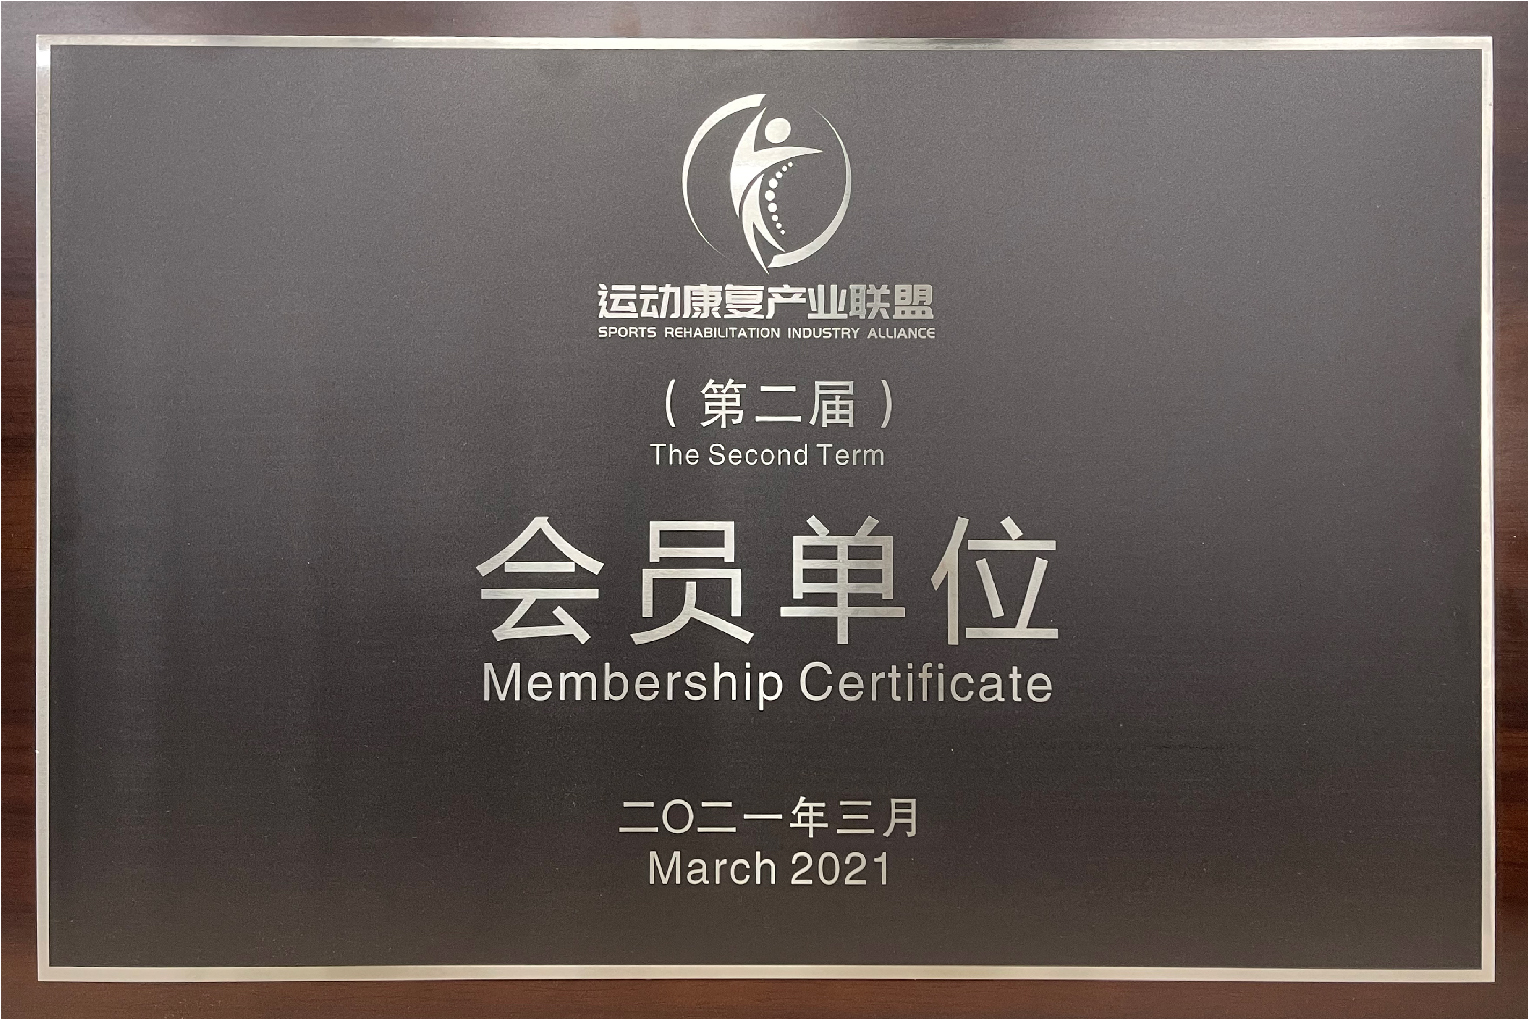 运动康复产业联盟
SPORTS REHABILITATION INDUSTRY ALLIANCE
(第二届)
The Second Term
会员单位
Membership Certificate
二〇二一年三月
March 2021